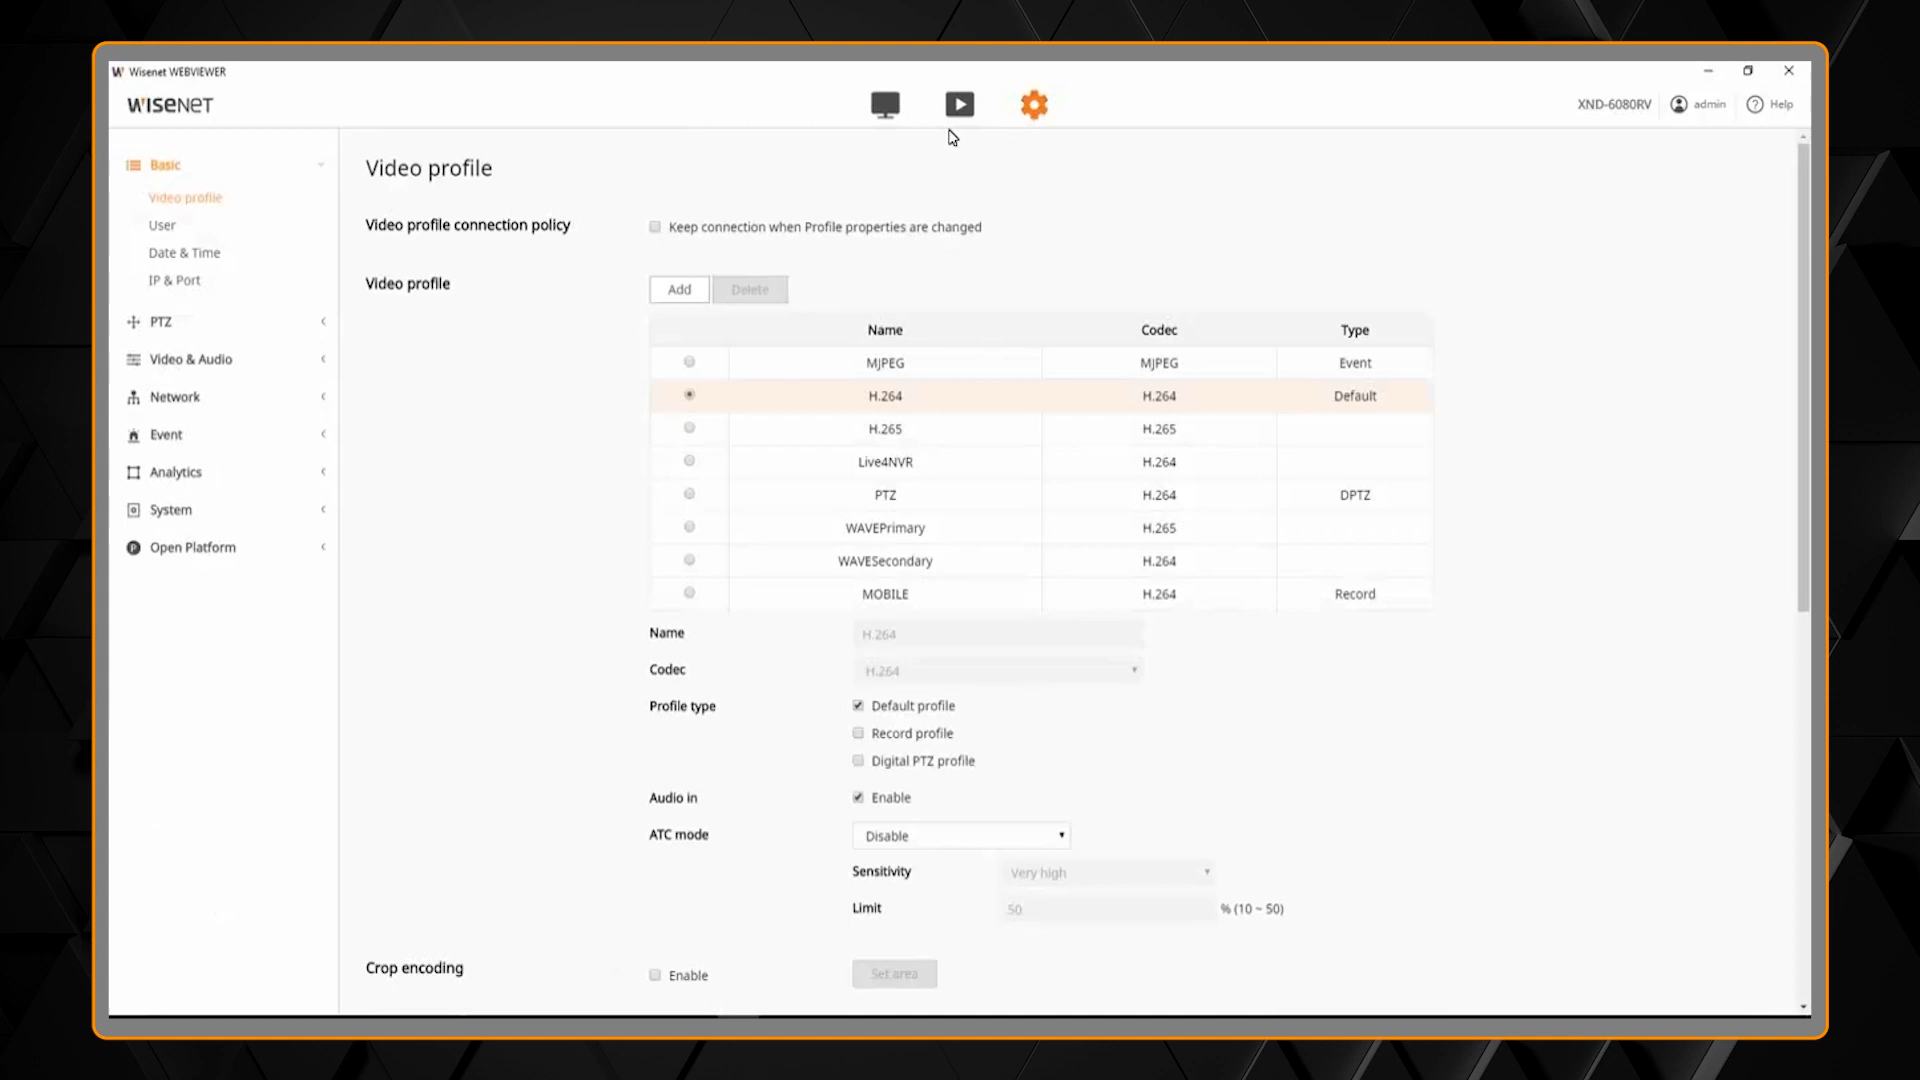 Wisenet WEBVIEWER
WISENET
XND-6080RV
admin
Help
Basic
Video profile
User
Date & Time
IP & Port
PTZ
Video & Audio
Network
Event
Analytics
System
Open Platform
Video profile
Video profile connection policy
Keep connection when Profile properties are changed
Video profile
Add Delete
Name Codec Type
MJPEG MJPEG Event
H.264 H.264 Default
H.265 H.265
Live4NVR H.264
PTZ H.264 DPTZ
WAVEPrimary H.265
WAVESecondary H.264
MOBILE H.264 Record
Name H.264
Codec H.264
Profile type Default profile
Record profile
Digital PTZ profile
Audio in Enable
ATC mode Disable
Sensitivity Very high
Limit 50 % (10 ~ 50)
Crop encoding Enable Set area